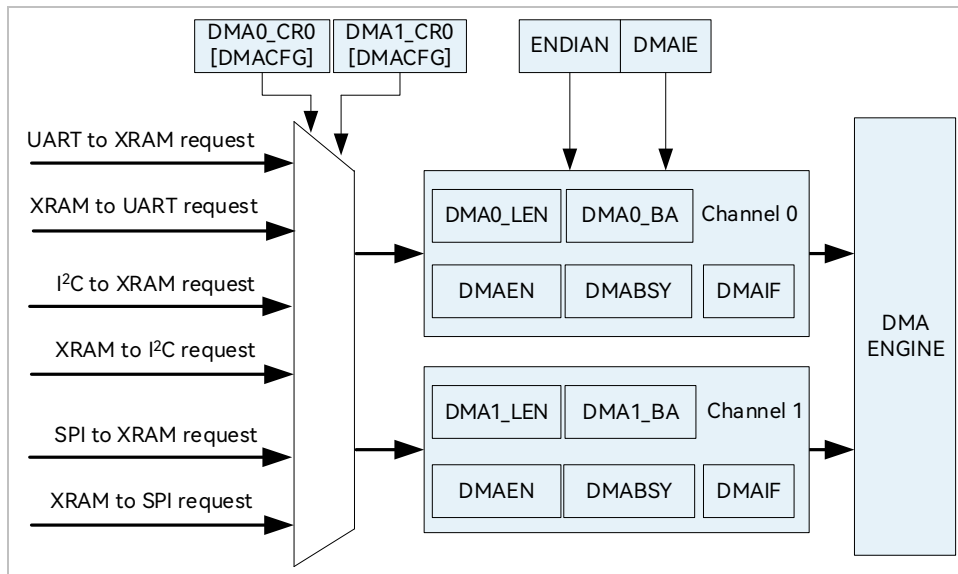 DMA0_CR0
[DMACFG]
DMA1_CR0
[DMACFG]
ENDIAN
DMAIE
UART to XRAM request
XRAM to UART request
I²C to XRAM request
XRAM to I²C request
SPI to XRAM request
XRAM to SPI request
DMA0_LEN
DMA0_BA
Channel 0
DMAEN
DMABSY
DMAIF
DMA1_LEN
DMA1_BA
Channel 1
DMAEN
DMABSY
DMAIF
DMA
ENGINE